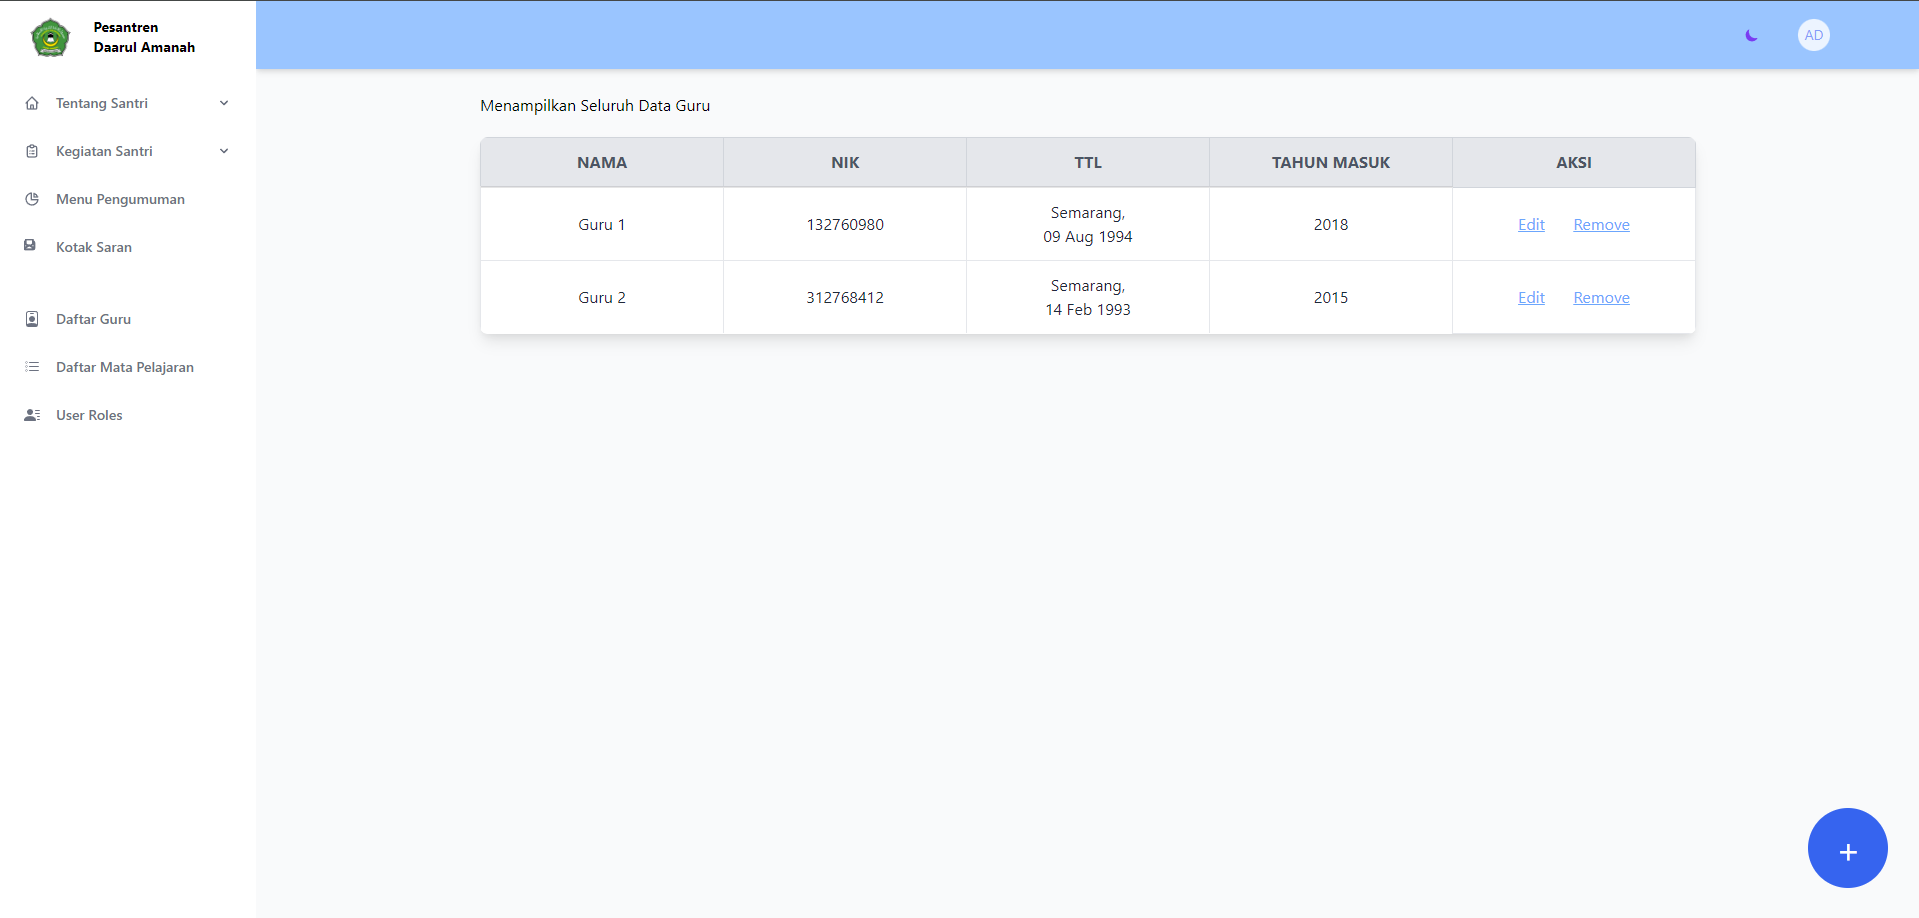 Pesantren
Daarul Amanah
Tentang Santri
Kegiatan Santri
Menu Pengumuman
Kotak Saran
Daftar Guru
Daftar Mata Pelajaran
User Roles
AD
Menampilkan Seluruh Data Guru
NAMA NIK TTL TAHUN MASUK AKSI
Guru 1 132760980 Semarang, 2018 Edit Remove
09 Aug 1994
Guru 2 312768412 Semarang, 2015 Edit Remove
14 Feb 1993
+